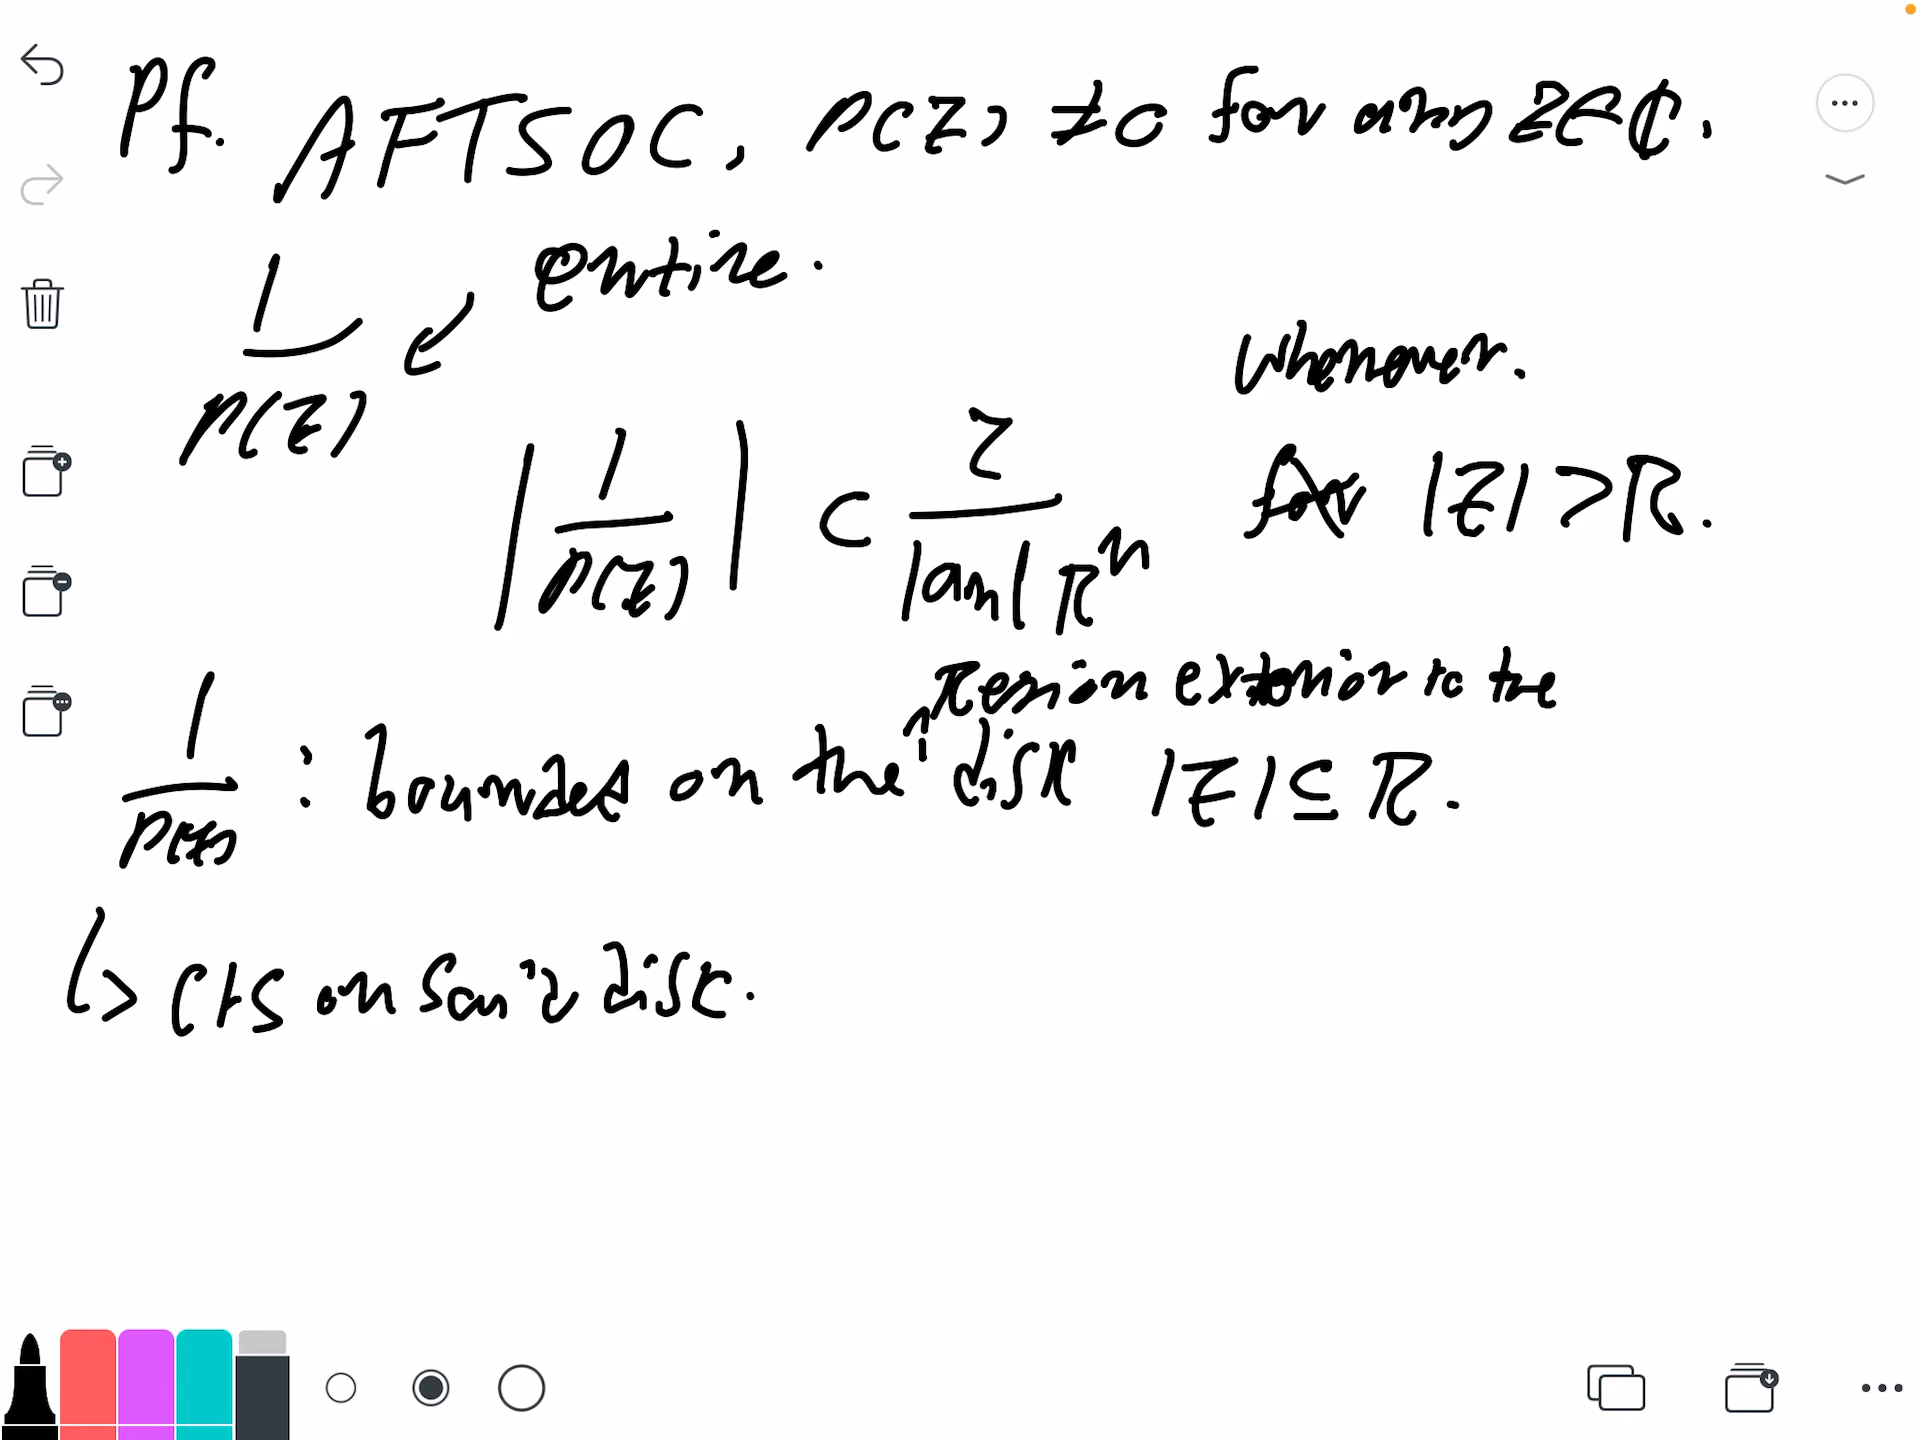 Pf. AFTSOC, P(z) ≠ 0 for any z ∈ ℂ.
entire.
1/P(z)
whenever.
|1/P(z)| < 2/|an|R^n for |z| > R.
region exterior to the
1/P(z) : bounded on the disk |z| ≤ R.
↳ cts on disk.